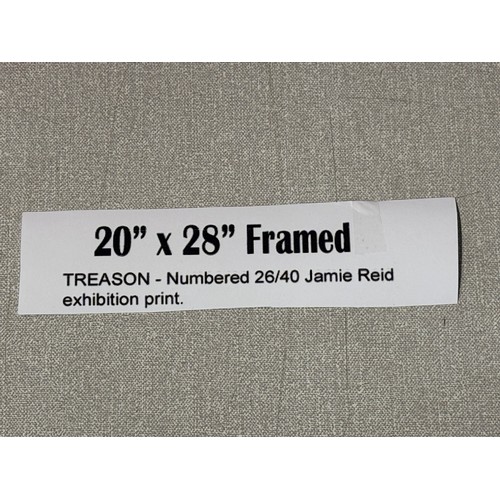 20” x 28” Framed
TREASON - Numbered 26/40 Jamie Reid
exhibition print.